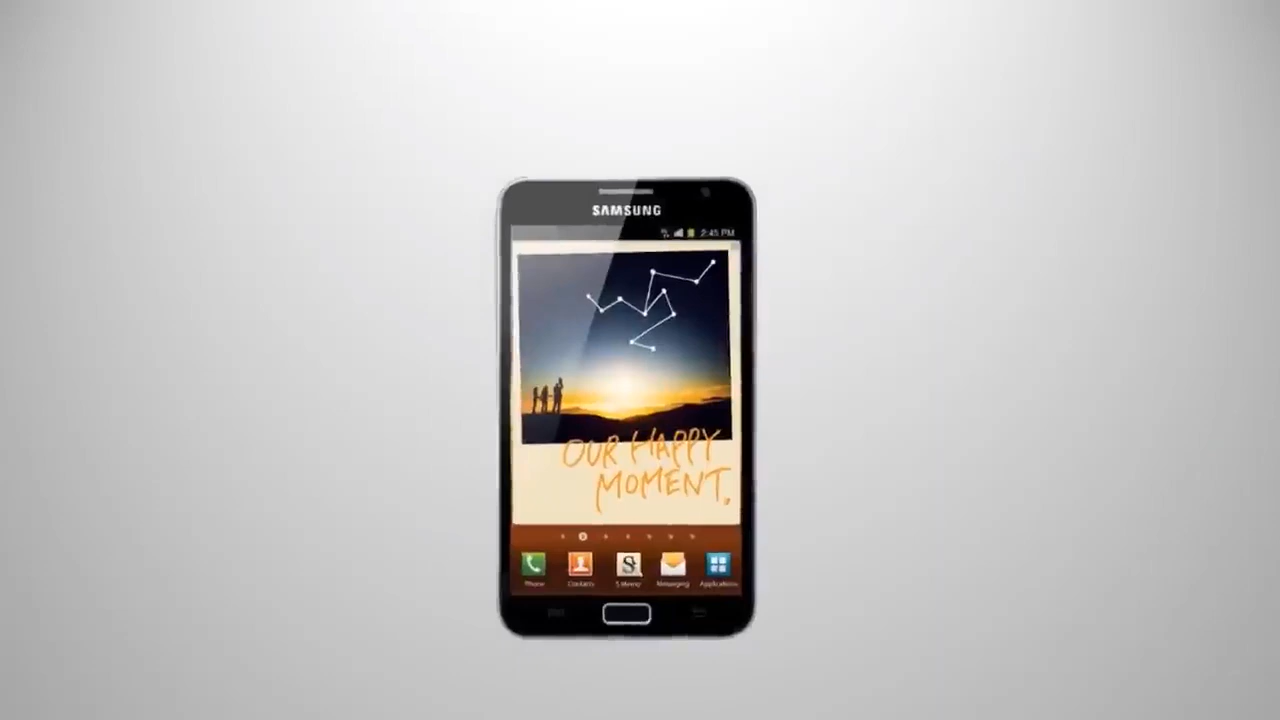 SAMSUNG
2:45 PM
OUR HAPPY
MOMENT.
Phone Contacts S Memo Messaging Applications